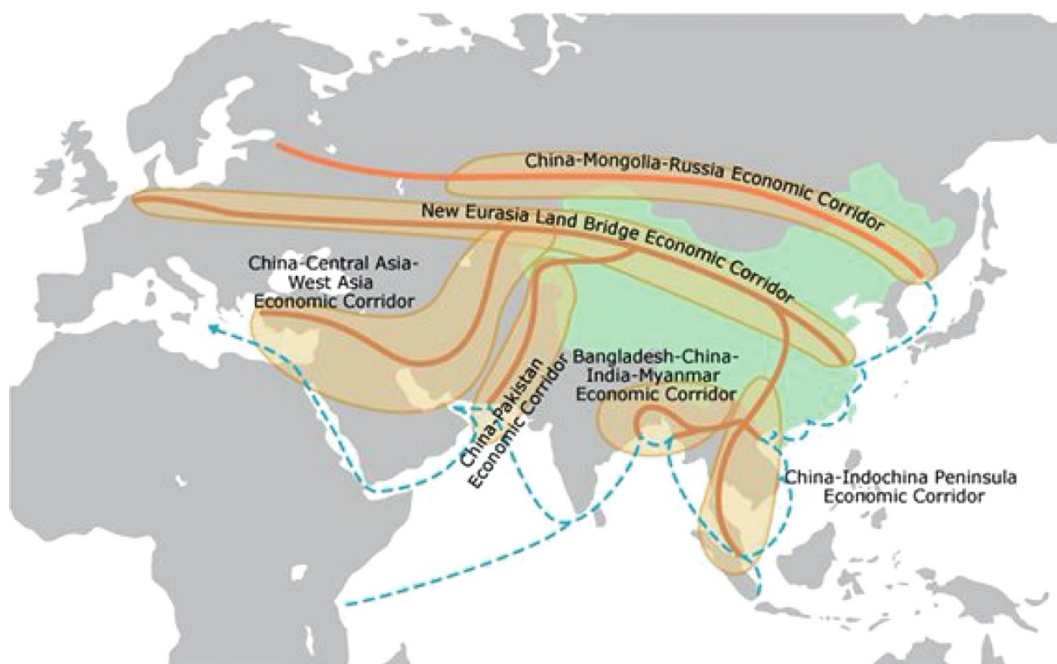 China-Mongolia-Russia Economic Corridor
New Eurasia Land Bridge Economic Corridor
China-Central Asia-
West Asia
Economic Corridor
China-Pakistan
Economic Corridor
Bangladesh-China-
India-Myanmar
Economic Corridor
China-Indochina Peninsula
Economic Corridor